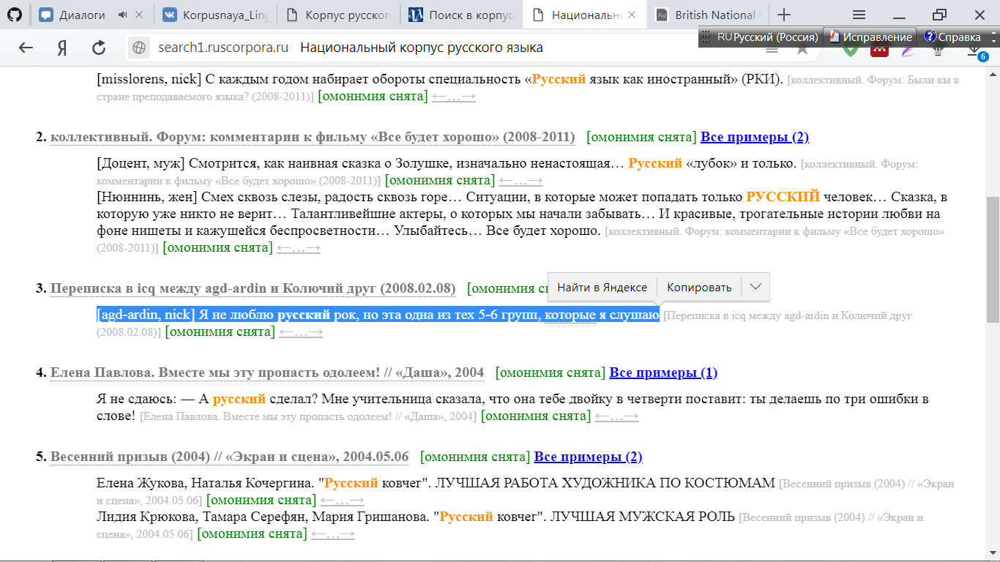 Диалоги Korpusnaya_Ling Корпус русског Поиск в корпус Национальнь British National
RUРусский (Россия) Исправление Справка
Я search1.ruscorpora.ru Национальный корпус русского языка 6
[misslorens, nick] С каждым годом набирает обороты специальность «Русский язык как иностранный» (РКИ). [коллективный. Форум: Были вы в
стране преподаваемого языка? (2008-2011)] [омонимия снята] ←…→
2. коллективный. Форум: комментарии к фильму «Все будет хорошо» (2008-2011) [омонимия снята] Все примеры (2)
[Доцент, муж] Смотрится, как наивная сказка о Золушке, изначально ненастоящая… Русский «лубок» и только. [коллективный. Форум:
комментарии к фильму «Все будет хорошо» (2008-2011)] [омонимия снята] ←…→
[Нюининь, жен] Смех сквозь слезы, радость сквозь горе… Ситуации, в которые может попадать только РУССКИЙ человек… Сказка, в
которую уже никто не верит… Талантливейшие актеры, о которых мы начали забывать… И красивые, трогательные истории любви на
фоне нищеты и кажущейся беспросветности… Улыбайтесь… Все будет хорошо. [коллективный. Форум: комментарии к фильму «Все будет хорошо»
(2008-2011)] [омонимия снята] ←…→
3. Переписка в icq между agd-ardin и Колючий друг (2008.02.08) [омоним Найти в Яндексе Копировать
[agd-ardin, nick] Я не люблю русский рок, но эта одна из тех 5-6 групп, которые я слушаю [Переписка в icq между agd-ardin и Колючий друг
(2008.02.08)] [омонимия снята] ←…→
4. Елена Павлова. Вместе мы эту пропасть одолеем! // «Даша», 2004 [омонимия снята] Все примеры (1)
Я не сдаюсь: — А русский сделал? Мне учительница сказала, что она тебе двойку в четверти поставит: ты делаешь по три ошибки в
слове! [Елена Павлова. Вместе мы эту пропасть одолеем! // «Даша», 2004] [омонимия снята] ←…→
5. Весенний призыв (2004) // «Экран и сцена», 2004.05.06 [омонимия снята] Все примеры (2)
Елена Жукова, Наталья Кочергина. "Русский ковчег". ЛУЧШАЯ РАБОТА ХУДОЖНИКА ПО КОСТЮМАМ [Весенний призыв (2004) // «Экран
и сцена», 2004.05.06] [омонимия снята] ←…→
Лидия Крюкова, Тамара Серефян, Мария Гришанова. "Русский ковчег". ЛУЧШАЯ МУЖСКАЯ РОЛЬ [Весенний призыв (2004) // «Экран и
сцена», 2004.05.06] [омонимия снята] ←…→